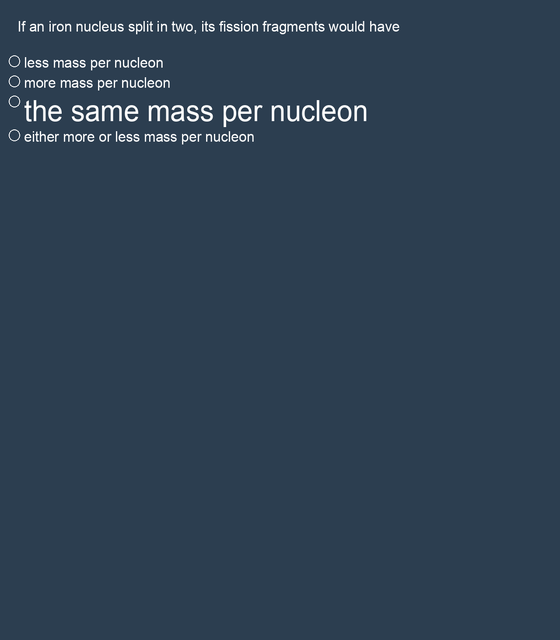 If an iron nucleus split in two, its fission fragments would have
less mass per nucleon
more mass per nucleon
the same mass per nucleon
either more or less mass per nucleon